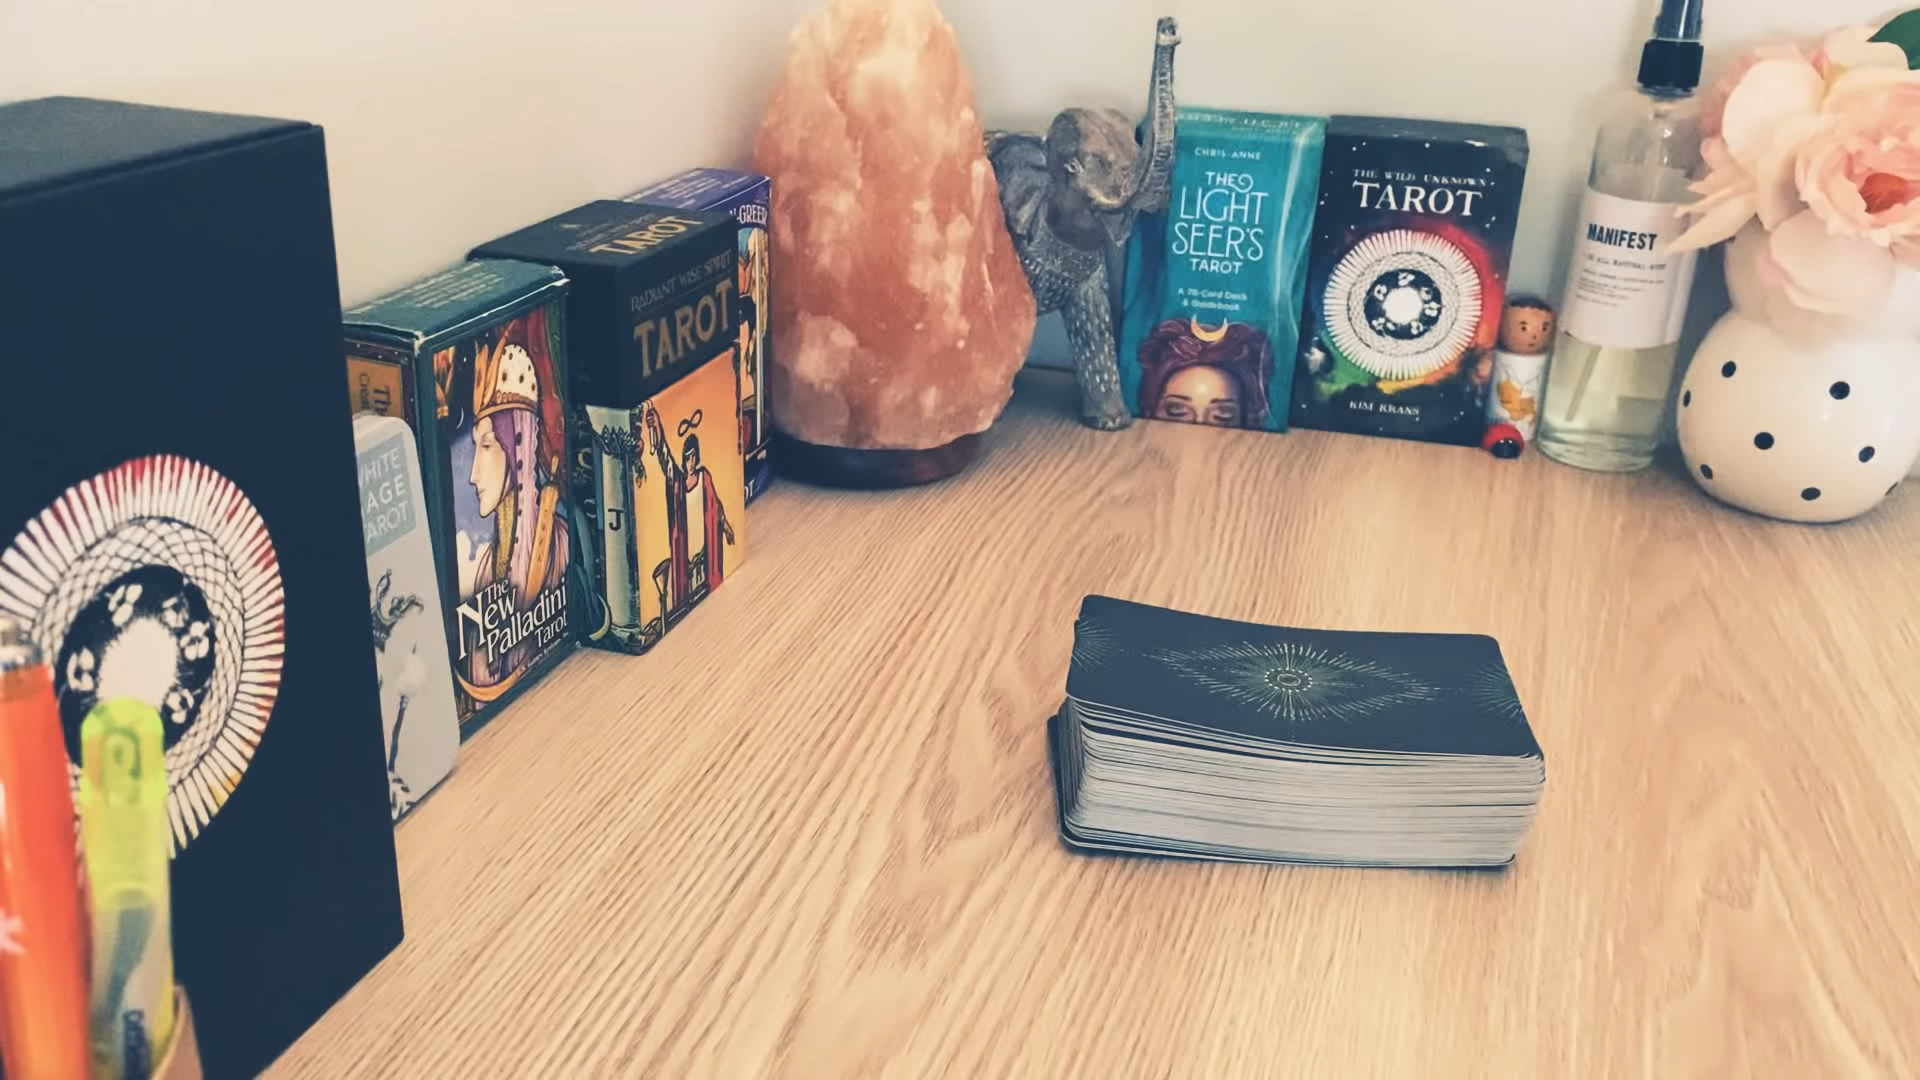 WHITE
SAGE
TAROT
The
New
Palladini
Tarot
TAROT
RADIANT WISE SPIRIT
TAROT
J
CHRIS-ANNE
THE
LIGHT
SEER'S
TAROT
A 78-Card Deck
& Guidebook
THE WILD UNKNOWN
TAROT
KIM KRANS
MANIFEST